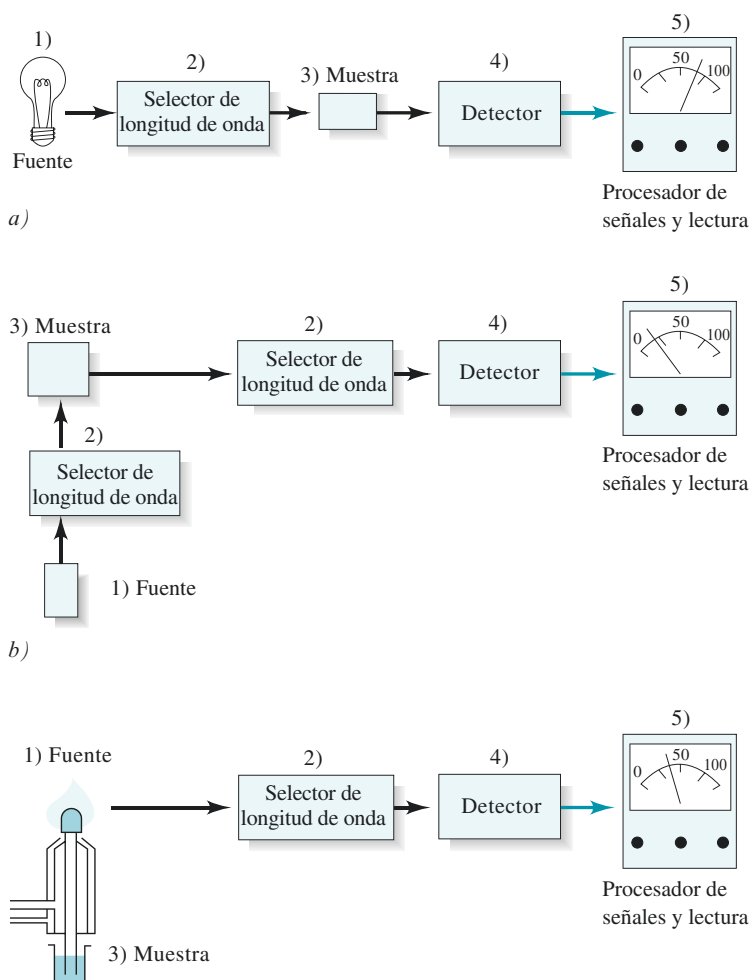 1)
Fuente
2)
Selector de
longitud de onda
3) Muestra
4)
Detector
5)
0 50 100
Procesador de
señales y lectura
a)
3) Muestra
2)
Selector de
longitud de onda
1) Fuente
2)
Selector de
longitud de onda
4)
Detector
5)
0 50 100
Procesador de
señales y lectura
b)
1) Fuente
3) Muestra
2)
Selector de
longitud de onda
4)
Detector
5)
0 50 100
Procesador de
señales y lectura